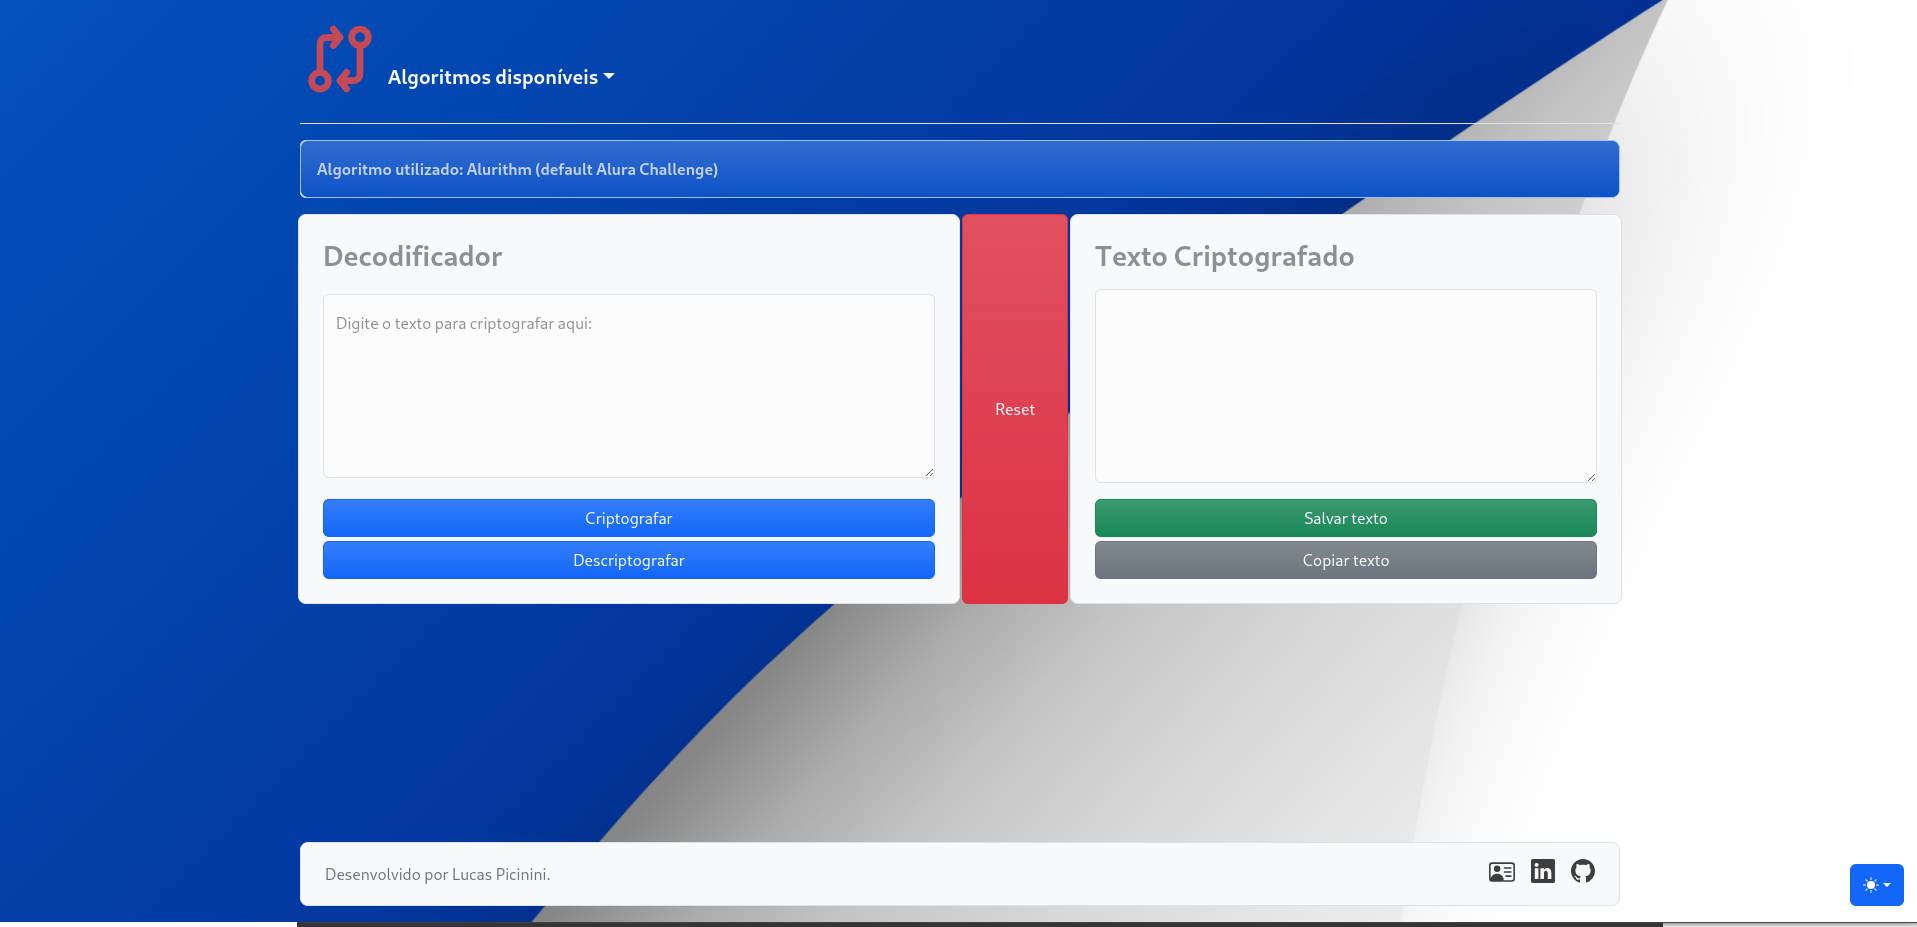 Algoritmos disponíveis
Algoritmo utilizado: Alurithm (default Alura Challenge)
Decodificador
Digite o texto para criptografar aqui:
Criptografar
Descriptografar
Reset
Texto Criptografado
Salvar texto
Copiar texto
Desenvolvido por Lucas Picinini.
in